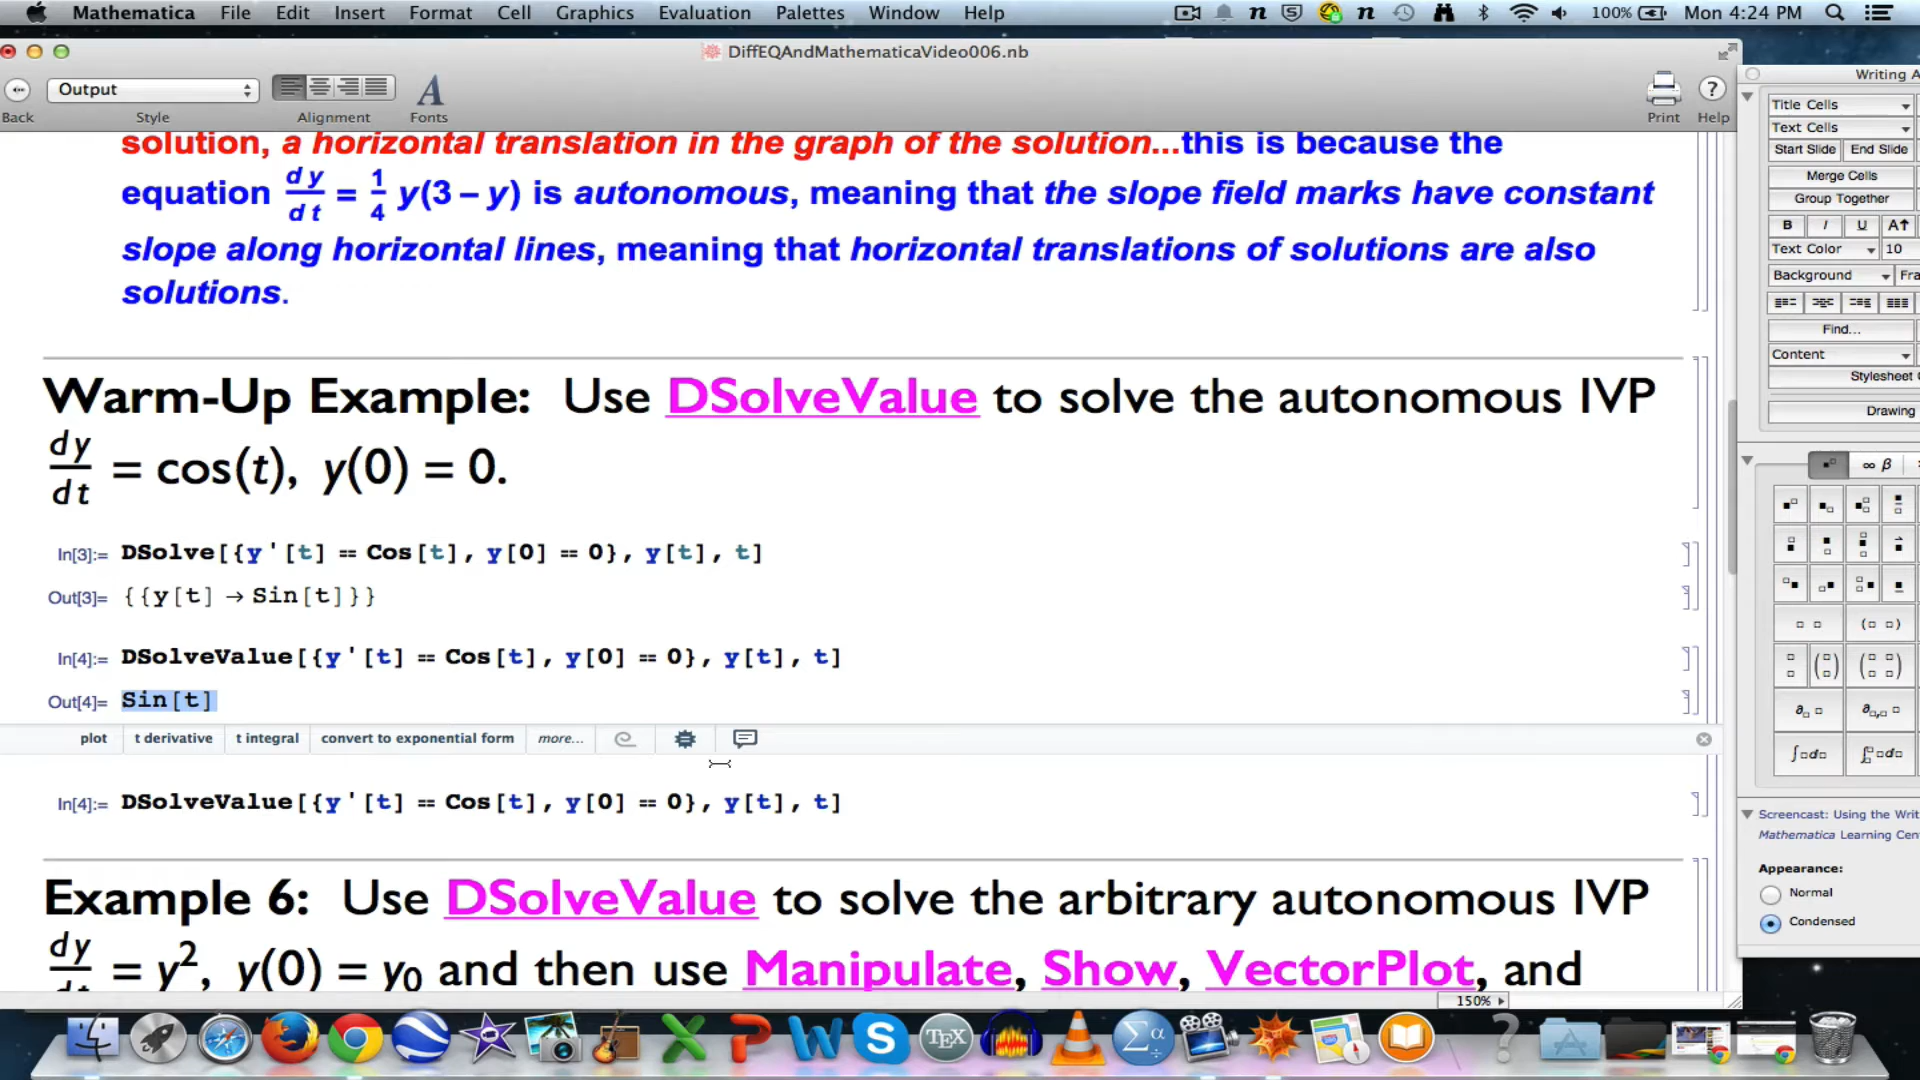 Mathematica File Edit Insert Format Cell Graphics Evaluation Palettes Window Help 100% Mon 4:24 PM
DiffEQAndMathematicaVideo006.nb
Output
Back Style Alignment Fonts Print Help
solution, a horizontal translation in the graph of the solution...this is because the
equation dy/dt = 1/4 y(3 – y) is autonomous, meaning that the slope field marks have constant
slope along horizontal lines, meaning that horizontal translations of solutions are also
solutions.
Warm-Up Example: Use DSolveValue to solve the autonomous IVP
dy/dt = cos(t), y(0) = 0.
In[3]:= DSolve[{y'[t] == Cos[t], y[0] == 0}, y[t], t]
Out[3]= {{y[t] → Sin[t]}}
In[4]:= DSolveValue[{y'[t] == Cos[t], y[0] == 0}, y[t], t]
Out[4]= Sin[t]
plot t derivative t integral convert to exponential form more...
In[4]:= DSolveValue[{y'[t] == Cos[t], y[0] == 0}, y[t], t]
Example 6: Use DSolveValue to solve the arbitrary autonomous IVP
dy/dt = y², y(0) = y₀ and then use Manipulate, Show, VectorPlot, and
150%
Writing A
Title Cells
Text Cells
Start Slide End Slide
Merge Cells
Group Together
B I U A
Text Color 10
Background Fra
Find...
Content
Stylesheet
Drawing
∞ β
Screencast: Using the Writ
Mathematica Learning Cen
Appearance:
Normal
Condensed
TEX